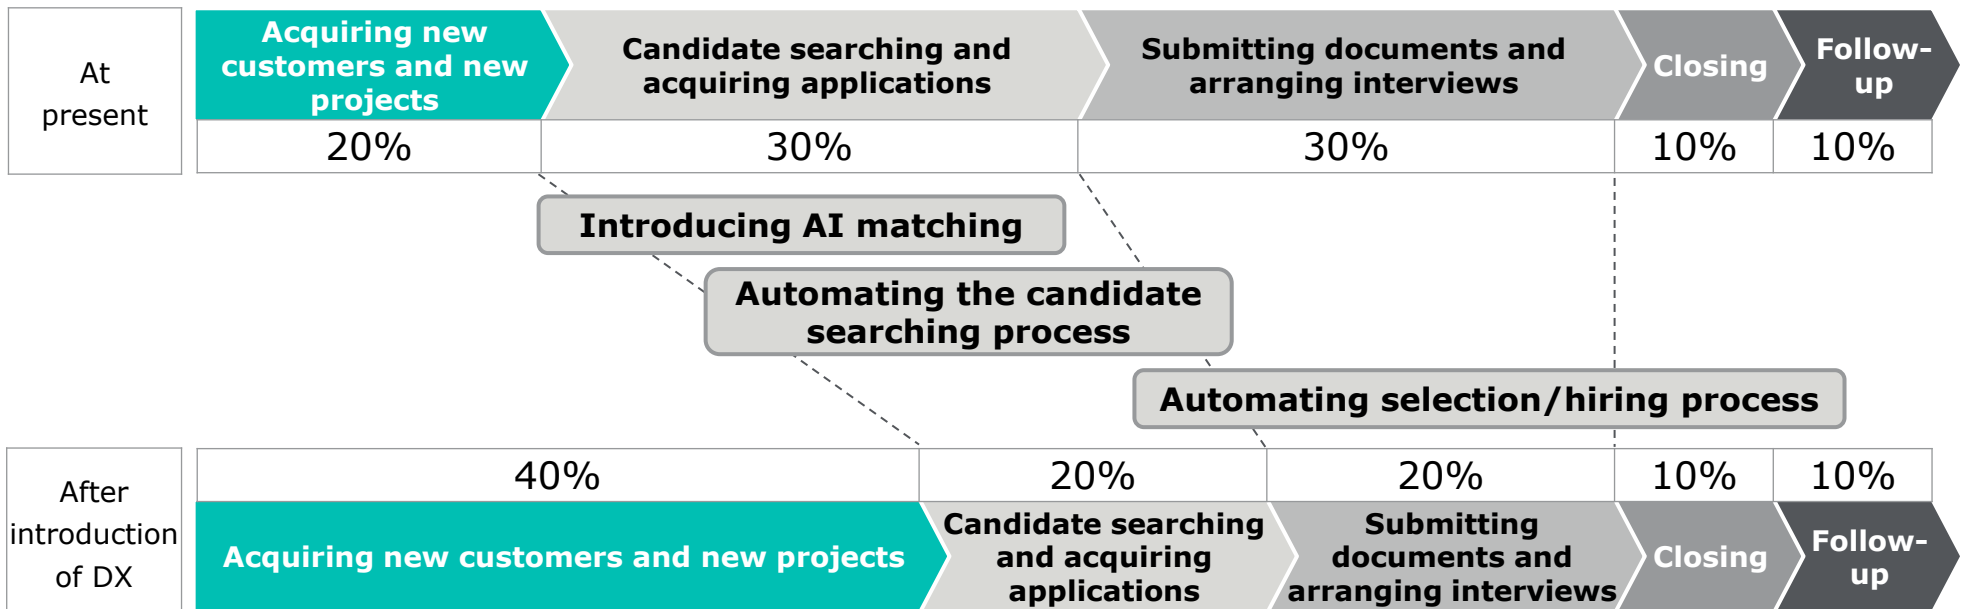 At
present
Acquiring new
customers and new
projects
Candidate searching and
acquiring applications
Submitting documents and
arranging interviews
Closing
Follow-
up
20%
30%
30%
10%
10%
Introducing AI matching
Automating the candidate
searching process
Automating selection/hiring process
After
introduction
of DX
40%
20%
20%
10%
10%
Acquiring new customers and new projects
Candidate searching
and acquiring
applications
Submitting
documents and
arranging interviews
Closing
Follow-
up